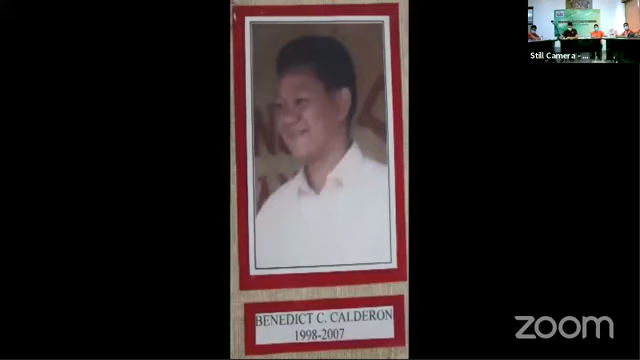 Still Camera - ...
BENEDICT C. CALDERON
1998-2007
zoom